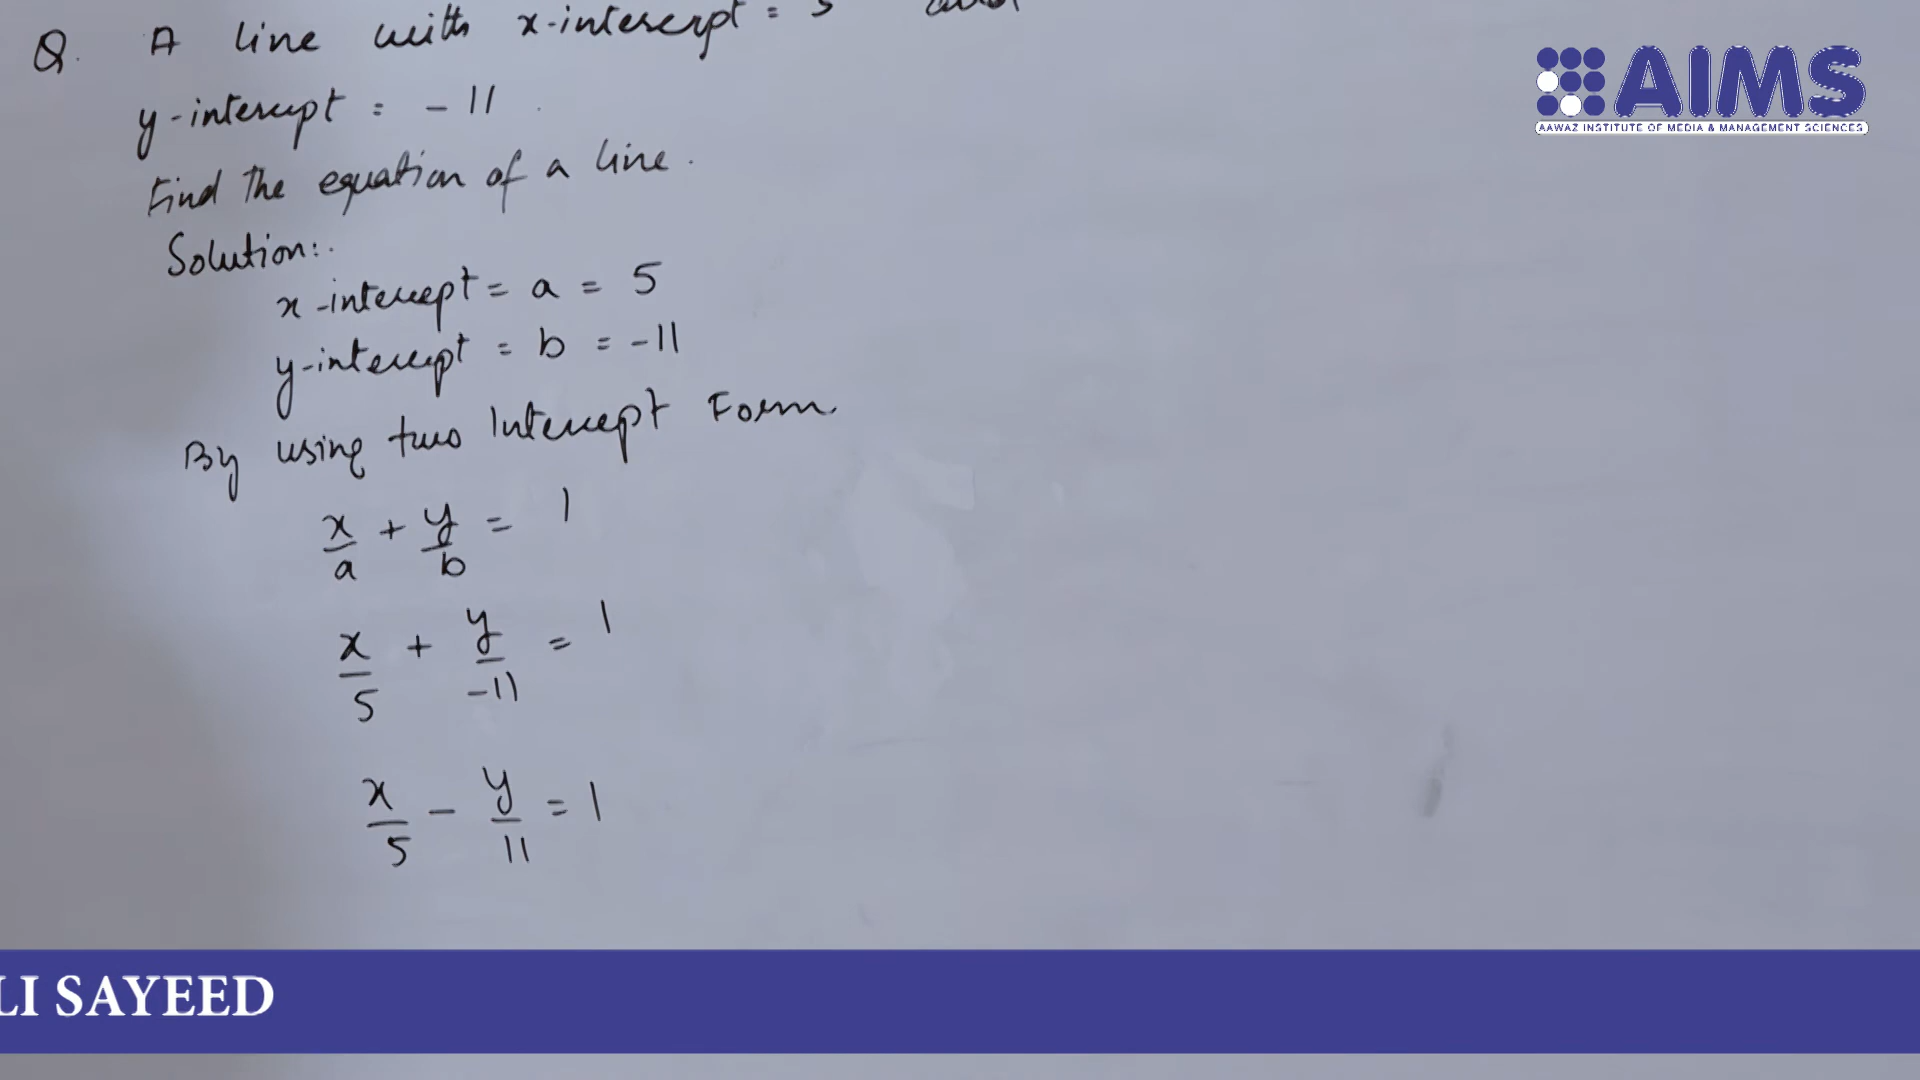 Q. A line with x-intercept = 5 and
y-intercept = -11.
Find the equation of a line.
Solution:.
x-intercept = a = 5
y-intercept = b = -11
By using two Intercept Form
x/a + y/b = 1
x/5 + y/-11 = 1
x/5 - y/11 = 1
AIMS
AAWAZ INSTITUTE OF MEDIA & MANAGEMENT SCIENCES
LI SAYEED